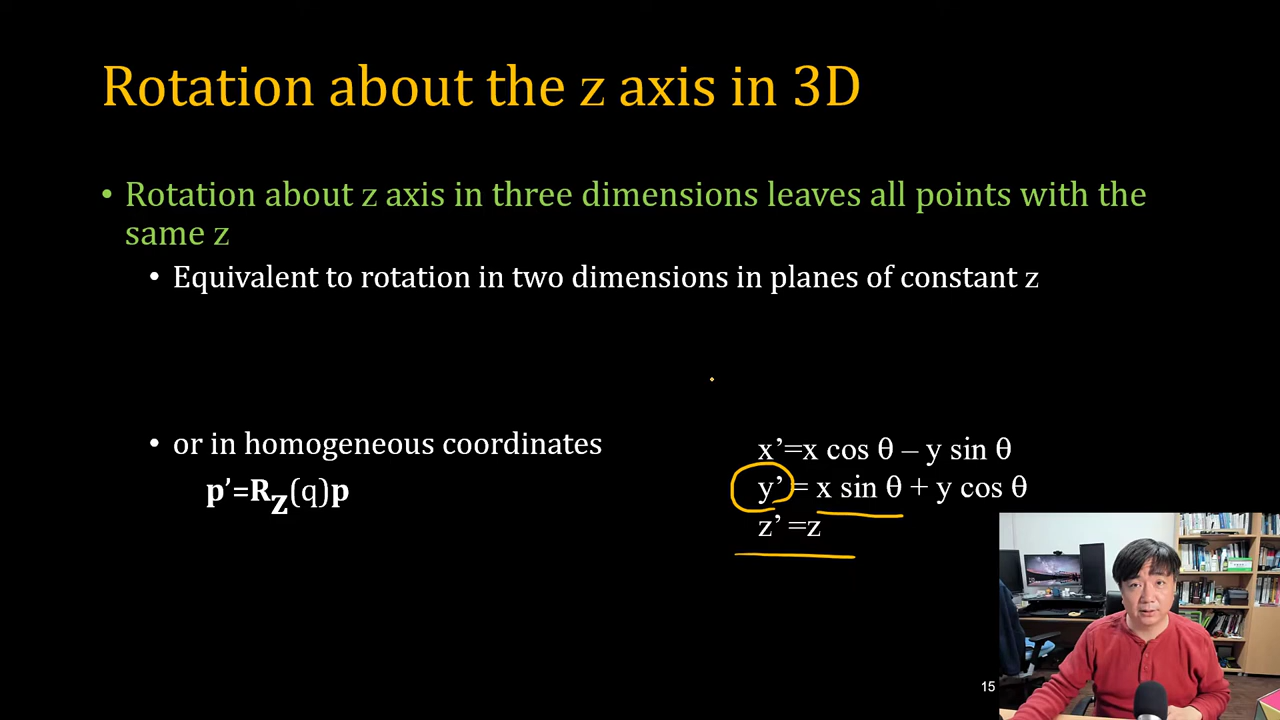 Rotation about the z axis in 3D
• Rotation about z axis in three dimensions leaves all points with the
same z
• Equivalent to rotation in two dimensions in planes of constant z
x’=x cos θ – y sin θ
• or in homogeneous coordinates
y’ = x sin θ + y cos θ
p’=Rz(q)p
z’ =z
15